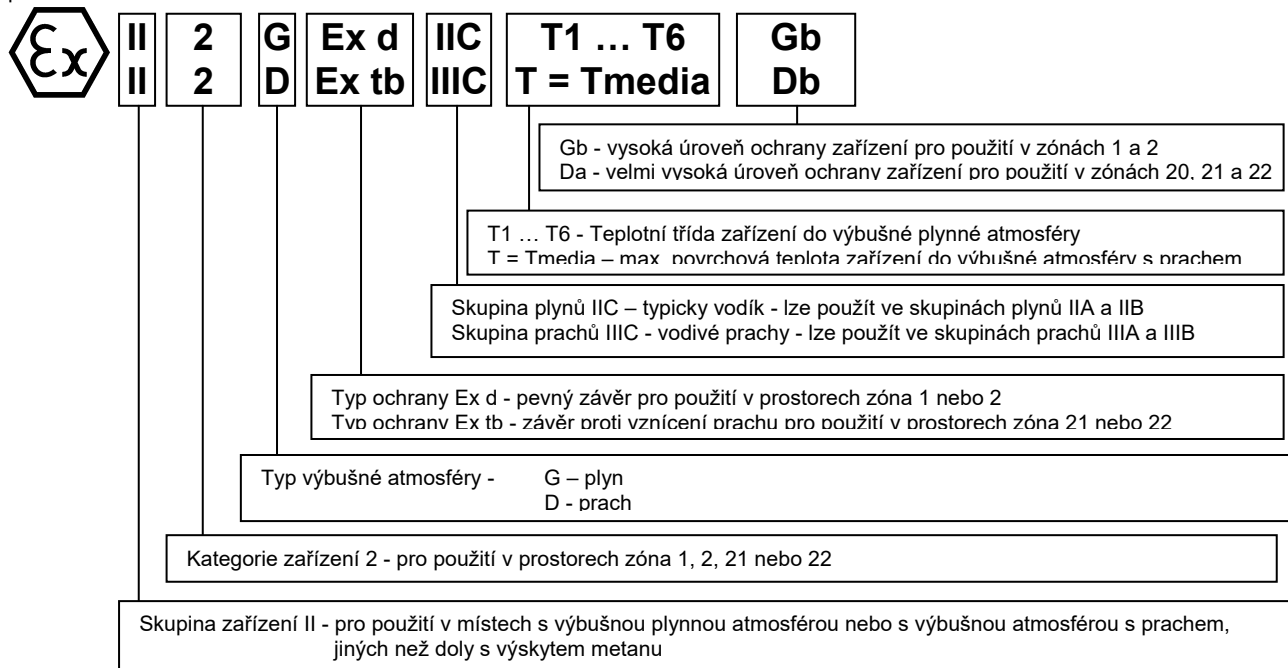 Ex II 2 G Ex d IIC T1 … T6 Gb
II 2 D Ex tb IIIC T = Tmedia Db
Gb - vysoká úroveň ochrany zařízení pro použití v zónách 1 a 2
Da - velmi vysoká úroveň ochrany zařízení pro použití v zónách 20, 21 a 22
T1 … T6 - Teplotní třída zařízení do výbušné plynné atmosféry
T = Tmedia – max. povrchová teplota zařízení do výbušné atmosféry s prachem
Skupina plynů IIC – typicky vodík - lze použít ve skupinách plynů IIA a IIB
Skupina prachů IIIC - vodivé prachy - lze použít ve skupinách prachů IIIA a IIIB
Typ ochrany Ex d - pevný závěr pro použití v prostorech zóna 1 nebo 2
Typ ochrany Ex tb - závěr proti vznícení prachu pro použití v prostorech zóna 21 nebo 22
Typ výbušné atmosféry - G – plyn
D - prach
Kategorie zařízení 2 - pro použití v prostorech zóna 1, 2, 21 nebo 22
Skupina zařízení II - pro použití v místech s výbušnou plynnou atmosférou nebo s výbušnou atmosférou s prachem,
jiných než doly s výskytem metanu